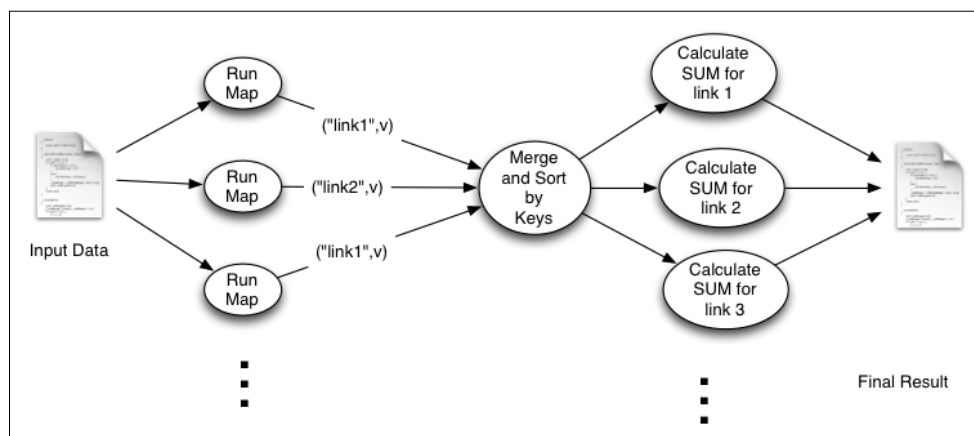 Input Data
Run
Map
Run
Map
Run
Map
("link1",v)
("link2",v)
("link1",v)
Merge
and Sort
by
Keys
Calculate
SUM for
link 1
Calculate
SUM for
link 2
Calculate
SUM for
link 3
Final Result